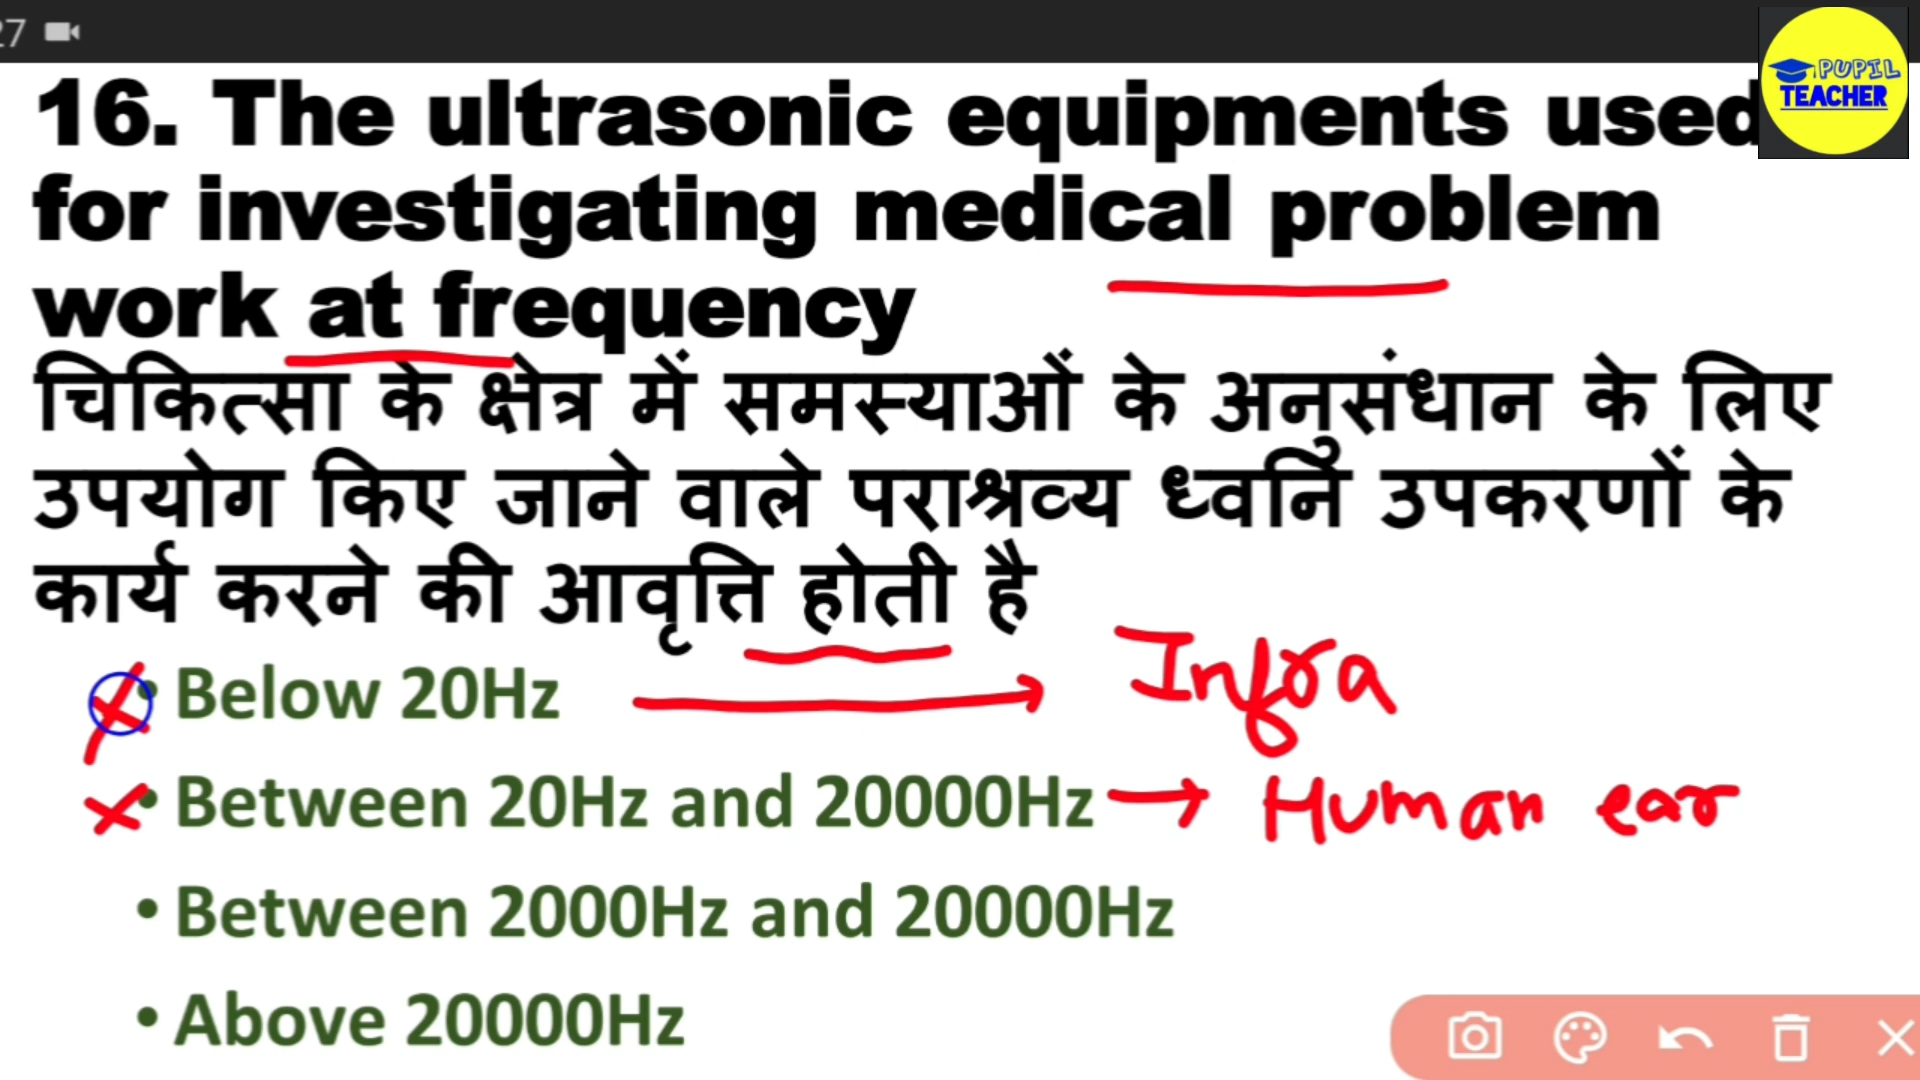 27
PUPIL
TEACHER
16. The ultrasonic equipments used
for investigating medical problem
work at frequency
चिकित्सा के क्षेत्र में समस्याओं के अनुसंधान के लिए
उपयोग किए जाने वाले पराश्रव्य ध्वनि उपकरणों के
कार्य करने की आवृत्ति होती है
• Below 20Hz → Infra
• Between 20Hz and 20000Hz → Human ear
• Between 2000Hz and 20000Hz
• Above 20000Hz